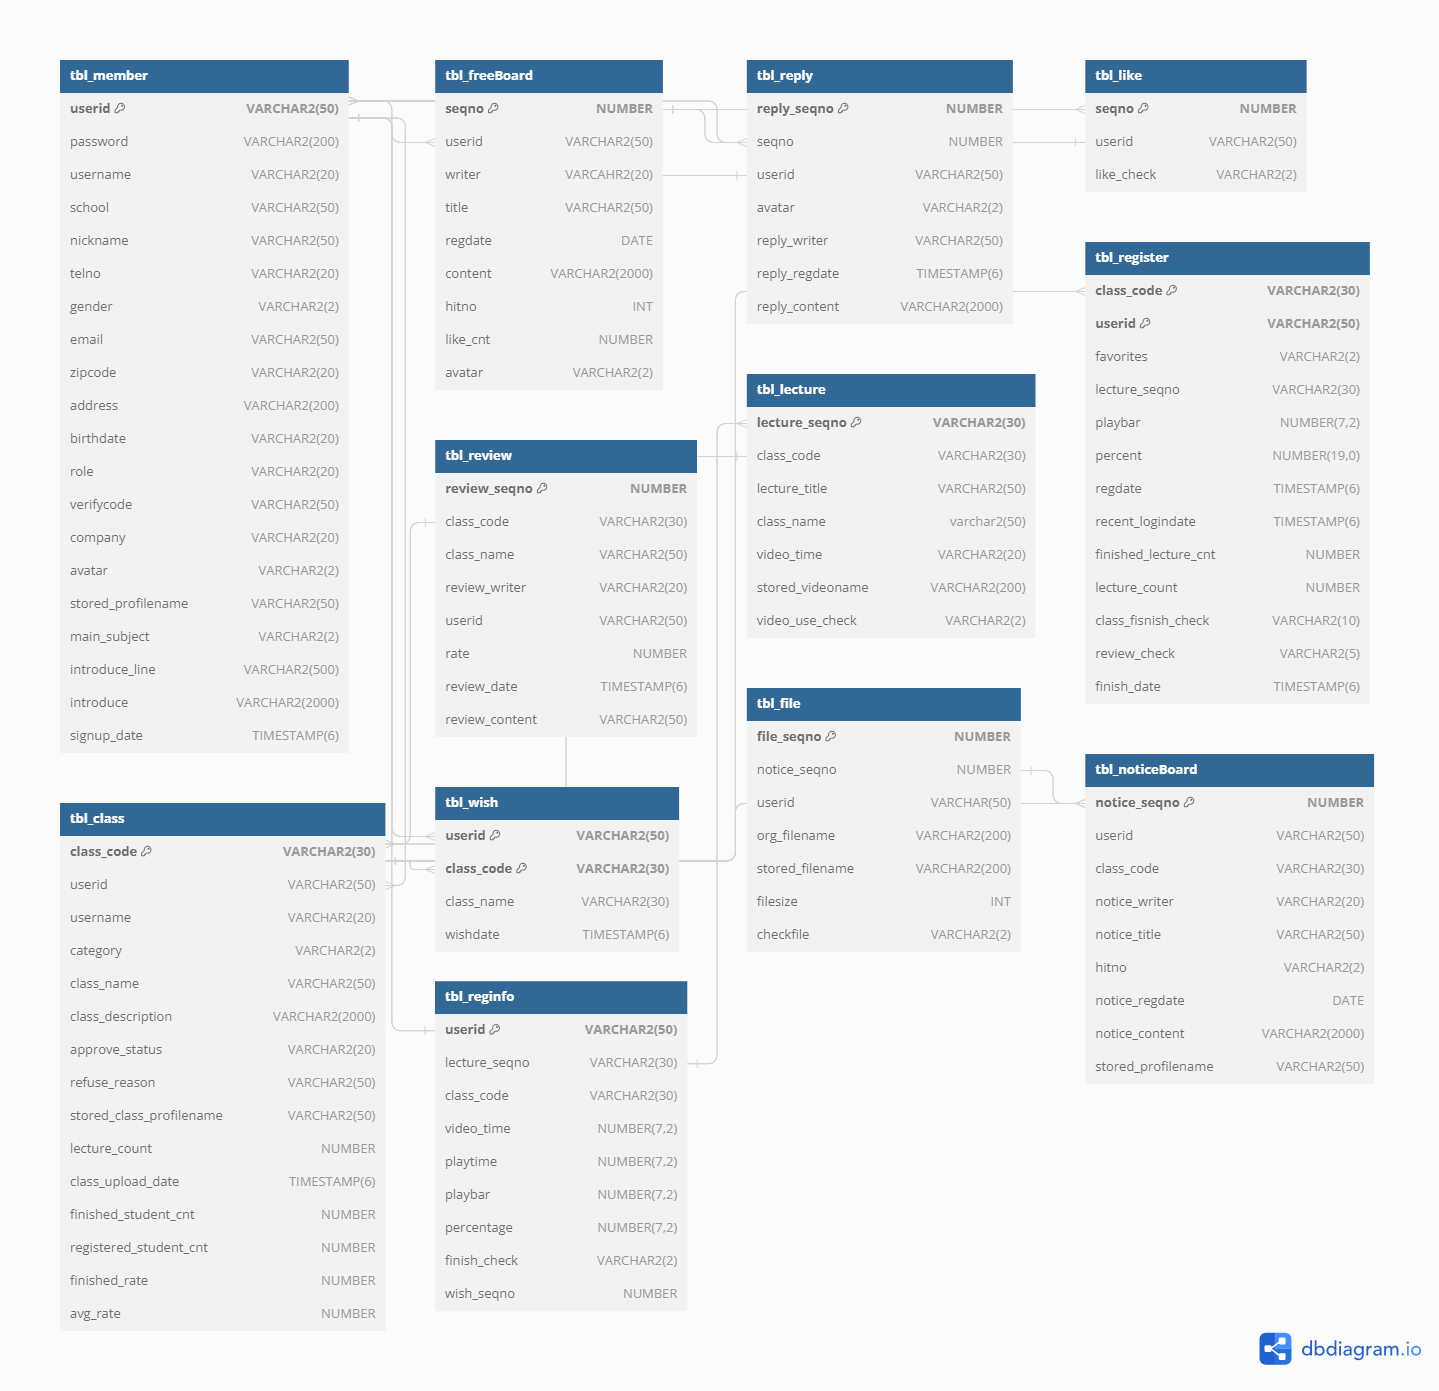 tbl_member
userid VARCHAR2(50)
password VARCHAR2(200)
username VARCHAR2(20)
school VARCHAR2(50)
nickname VARCHAR2(50)
telno VARCHAR2(20)
gender VARCHAR2(2)
email VARCHAR2(50)
zipcode VARCHAR2(20)
address VARCHAR2(200)
birthdate VARCHAR2(20)
role VARCHAR2(20)
verifycode VARCHAR2(50)
company VARCHAR2(20)
avatar VARCHAR2(2)
stored_profilename VARCHAR2(50)
main_subject VARCHAR2(2)
introduce_line VARCHAR2(500)
introduce VARCHAR2(2000)
signup_date TIMESTAMP(6)
tbl_class
class_code VARCHAR2(30)
userid VARCHAR2(50)
username VARCHAR2(20)
category VARCHAR2(2)
class_name VARCHAR2(50)
class_description VARCHAR2(2000)
approve_status VARCHAR2(20)
refuse_reason VARCHAR2(50)
stored_class_profilename VARCHAR2(50)
lecture_count NUMBER
class_upload_date TIMESTAMP(6)
finished_student_cnt NUMBER
registered_student_cnt NUMBER
finished_rate NUMBER
avg_rate NUMBER
tbl_freeBoard
seqno NUMBER
userid VARCHAR2(50)
writer VARCAHR2(20)
title VARCHAR2(50)
regdate DATE
content VARCHAR2(2000)
hitno INT
like_cnt NUMBER
avatar VARCHAR2(2)
tbl_review
review_seqno NUMBER
class_code VARCHAR2(30)
class_name VARCHAR2(50)
review_writer VARCHAR2(20)
userid VARCHAR2(50)
rate NUMBER
review_date TIMESTAMP(6)
review_content VARCHAR2(50)
tbl_wish
userid VARCHAR2(50)
class_code VARCHAR2(30)
class_name VARCHAR2(30)
wishdate TIMESTAMP(6)
tbl_reginfo
userid VARCHAR2(50)
lecture_seqno VARCHAR2(30)
class_code VARCHAR2(30)
video_time NUMBER(7,2)
playtime NUMBER(7,2)
playbar NUMBER(7,2)
percentage NUMBER(7,2)
finish_check VARCHAR2(2)
wish_seqno NUMBER
tbl_reply
reply_seqno NUMBER
seqno NUMBER
userid VARCHAR2(50)
avatar VARCHAR2(2)
reply_writer VARCHAR2(50)
reply_regdate TIMESTAMP(6)
reply_content VARCHAR2(2000)
tbl_lecture
lecture_seqno VARCHAR2(30)
class_code VARCHAR2(30)
lecture_title VARCHAR2(50)
class_name varchar2(50)
video_time VARCHAR2(20)
stored_videoname VARCHAR2(200)
video_use_check VARCHAR2(2)
tbl_file
file_seqno NUMBER
notice_seqno NUMBER
userid VARCHAR(50)
org_filename VARCHAR2(200)
stored_filename VARCHAR2(200)
filesize INT
checkfile VARCHAR2(2)
tbl_like
seqno NUMBER
userid VARCHAR2(50)
like_check VARCHAR2(2)
tbl_register
class_code VARCHAR2(30)
userid VARCHAR2(50)
favorites VARCHAR2(2)
lecture_seqno VARCHAR2(30)
playbar NUMBER(7,2)
percent NUMBER(19,0)
regdate TIMESTAMP(6)
recent_logindate TIMESTAMP(6)
finished_lecture_cnt NUMBER
lecture_count NUMBER
class_fisnish_check VARCHAR2(10)
review_check VARCHAR2(5)
finish_date TIMESTAMP(6)
tbl_noticeBoard
notice_seqno NUMBER
userid VARCHAR2(50)
class_code VARCHAR2(30)
notice_writer VARCHAR2(20)
notice_title VARCHAR2(50)
hitno VARCHAR2(2)
notice_regdate DATE
notice_content VARCHAR2(2000)
stored_profilename VARCHAR2(50)
dbdiagram.io